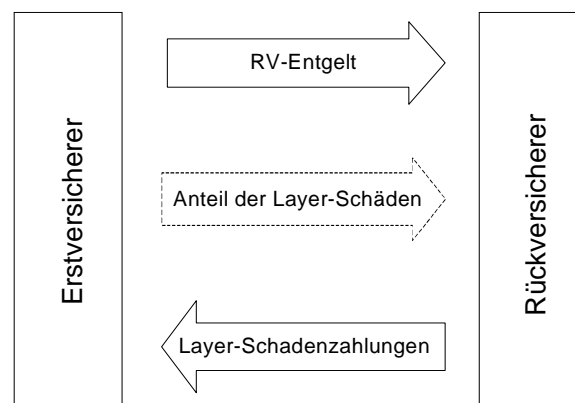 Erstversicherer
RV-Entgelt
Anteil der Layer-Schäden
Layer-Schadenzahlungen
Rückversicherer